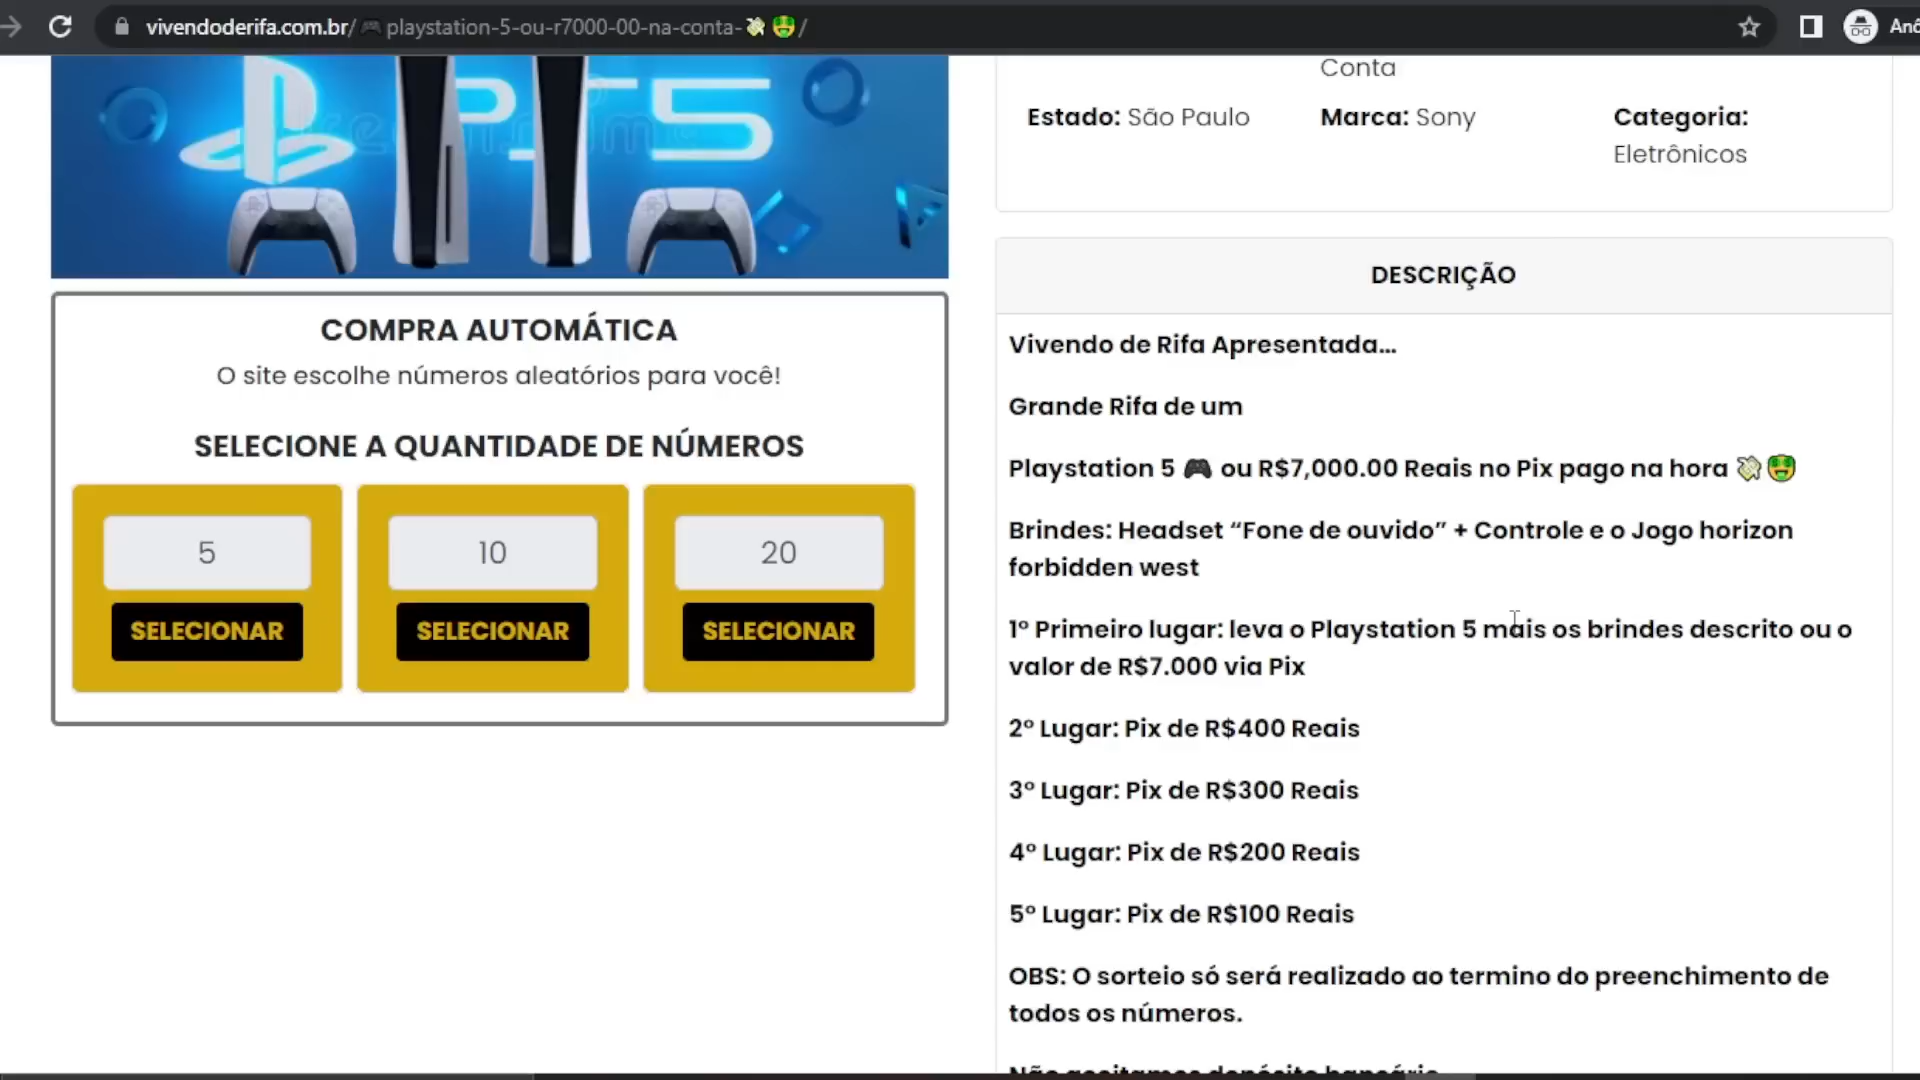 vivendoderifa.com.br/🎮playstation-5-ou-r7000-00-na-conta-💸🤑/
Anô
PS5
Conta
Estado: São Paulo
Marca: Sony
Categoria:
Eletrônicos
COMPRA AUTOMÁTICA
O site escolhe números aleatórios para você!
SELECIONE A QUANTIDADE DE NÚMEROS
5
10
20
SELECIONAR
SELECIONAR
SELECIONAR
DESCRIÇÃO
Vivendo de Rifa Apresentada...
Grande Rifa de um
Playstation 5 🎮 ou R$7,000.00 Reais no Pix pago na hora 💸🤑
Brindes: Headset “Fone de ouvido” + Controle e o Jogo horizon
forbidden west
1º Primeiro lugar: leva o Playstation 5 mais os brindes descrito ou o
valor de R$7.000 via Pix
2º Lugar: Pix de R$400 Reais
3º Lugar: Pix de R$300 Reais
4º Lugar: Pix de R$200 Reais
5º Lugar: Pix de R$100 Reais
OBS: O sorteio só será realizado ao termino do preenchimento de
todos os números.
Não aceitamos depósito bancário